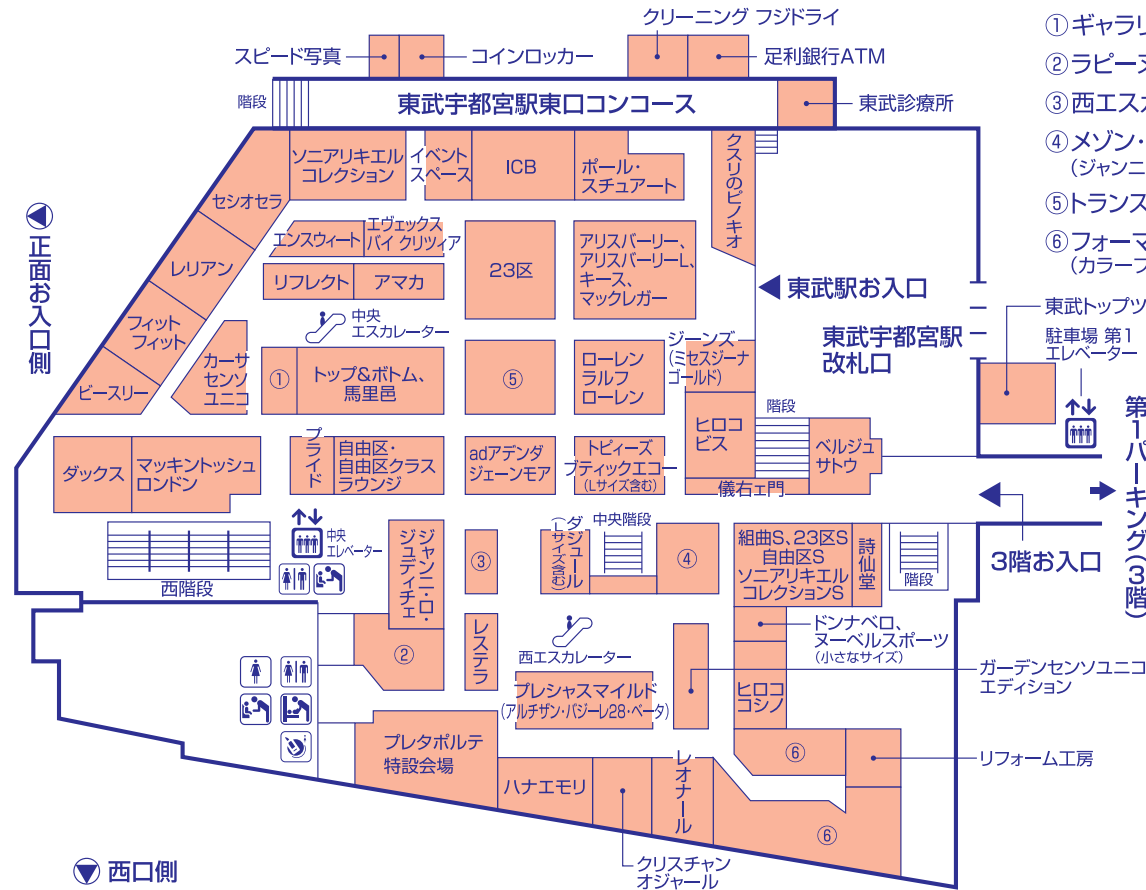 クリーニング フジドライ
スピード写真
コインロッカー
足利銀行ATM
階段
東武宇都宮駅東口コンコース
東武診療所
①ギャラリ
②ラピーヌ
③西エスカ
④メゾン・
(ジャンニ
⑤トランス
⑥フォーマ
(カラーフ
ソニアリキエル
コレクション
イベント
スペース
ICB
ポール・
スチュアート
クスリのピノキオ
セシオセラ
レリアン
フィット
フィット
ビースリー
正面お入口側
エンスウィート
エヴェックス
バイ クリツィア
リフレクト
アマカ
23区
アリスバーリー、
アリスバーリーL、
キース、
マックレガー
東武駅お入口
東武宇都宮駅
改札口
東武トップツ
駐車場 第1
エレベーター
中央
エスカレーター
カーサ
センソ
ユニコ
①
トップ&ボトム、
馬里邑
⑤
ローレン
ラルフ
ローレン
ジーンズ
(ミセスジーナ
ゴールド)
ヒロコ
ビス
階段
ベルジュ
サトウ
儀右ェ門
ダックス
マッキントッシュ
ロンドン
プライド
自由区・
自由区クラス
ラウンジ
adアデンダ
ジェーンモア
トピィーズ
ブティックエコー
(Lサイズ含む)
第1パーキング(3階)
3階お入口
西階段
中央
エレベーター
ジャンニ・ロ・
ジュディチェ
③
ダジュール
(Lサイズ含む)
中央階段
④
組曲S、23区S
自由区S
ソニアリキエル
コレクションS
詩仙堂
階段
②
レステラ
西エスカレーター
プレシャスマイルド
(アルチザン・バジーレ28・ベータ)
ドンナベロ、
ヌーベルスポーツ
(小さなサイズ)
ガーデンセンソユニコ
エディション
ヒロココシノ
プレタポルテ
特設会場
ハナエモリ
レオナール
クリスチャン
オジャール
⑥
⑥
リフォーム工房
西口側